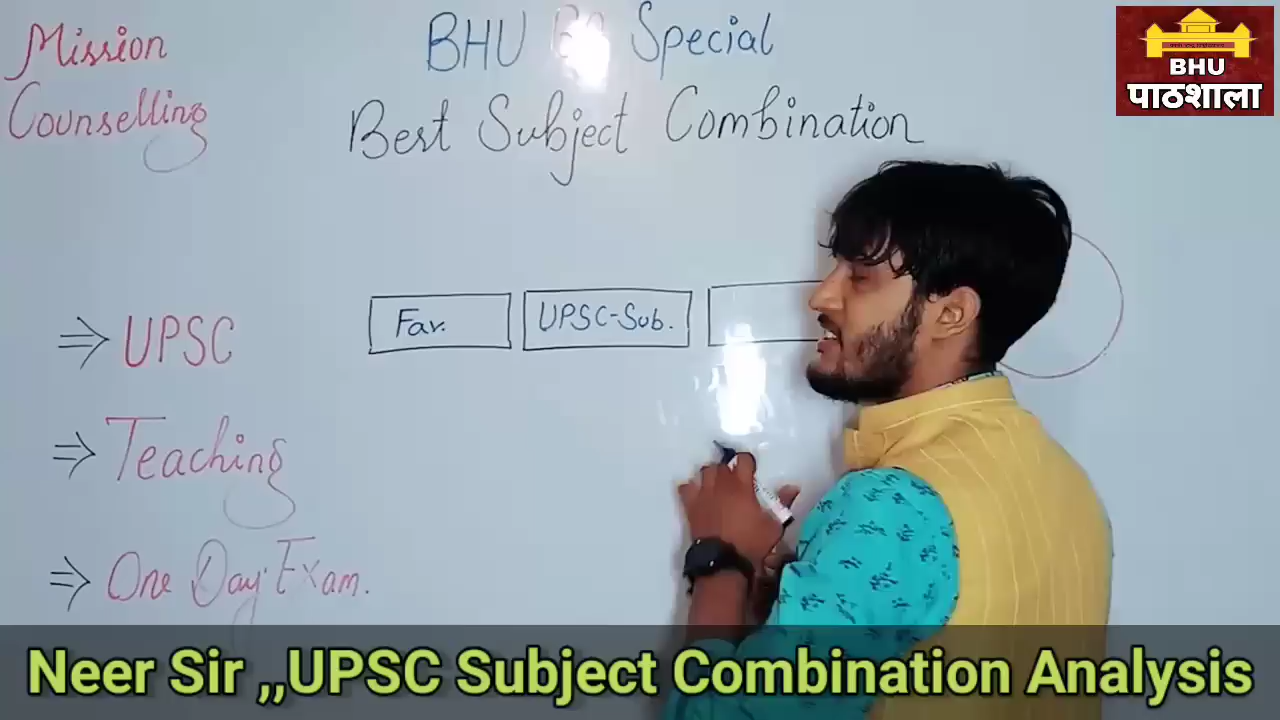 Mission
Counselling
BHU Special
Best Subject Combination
BHU
पाठशाला
Fav.
UPSC-Sub.
⇒ UPSC
⇒ Teaching
⇒ One Day Exam.
Neer Sir ,,UPSC Subject Combination Analysis